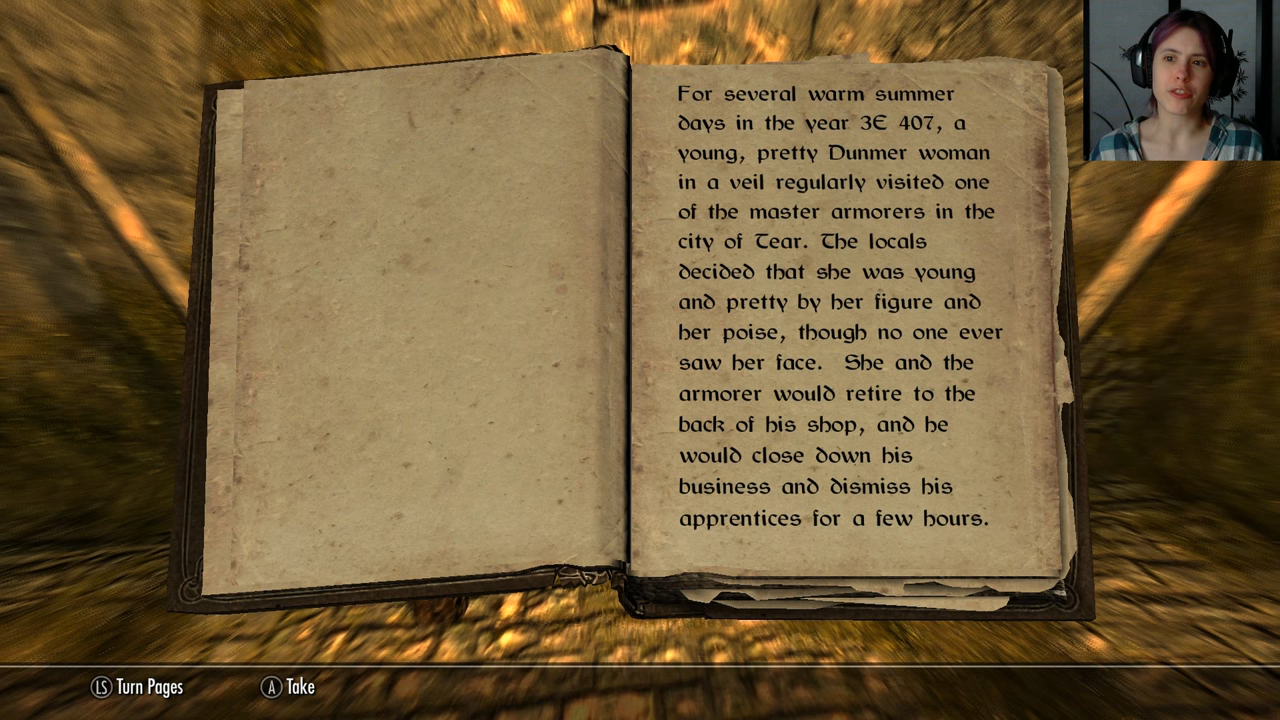 For several warm summer
days in the year 3E 407, a
young, pretty Dunmer woman
in a veil regularly visited one
of the master armorers in the
city of Tear. The locals
decided that she was young
and pretty by her figure and
her poise, though no one ever
saw her face.  She and the
armorer would retire to the
back of his shop, and he
would close down his
business and dismiss his
apprentices for a few hours.
LS Turn Pages
A Take